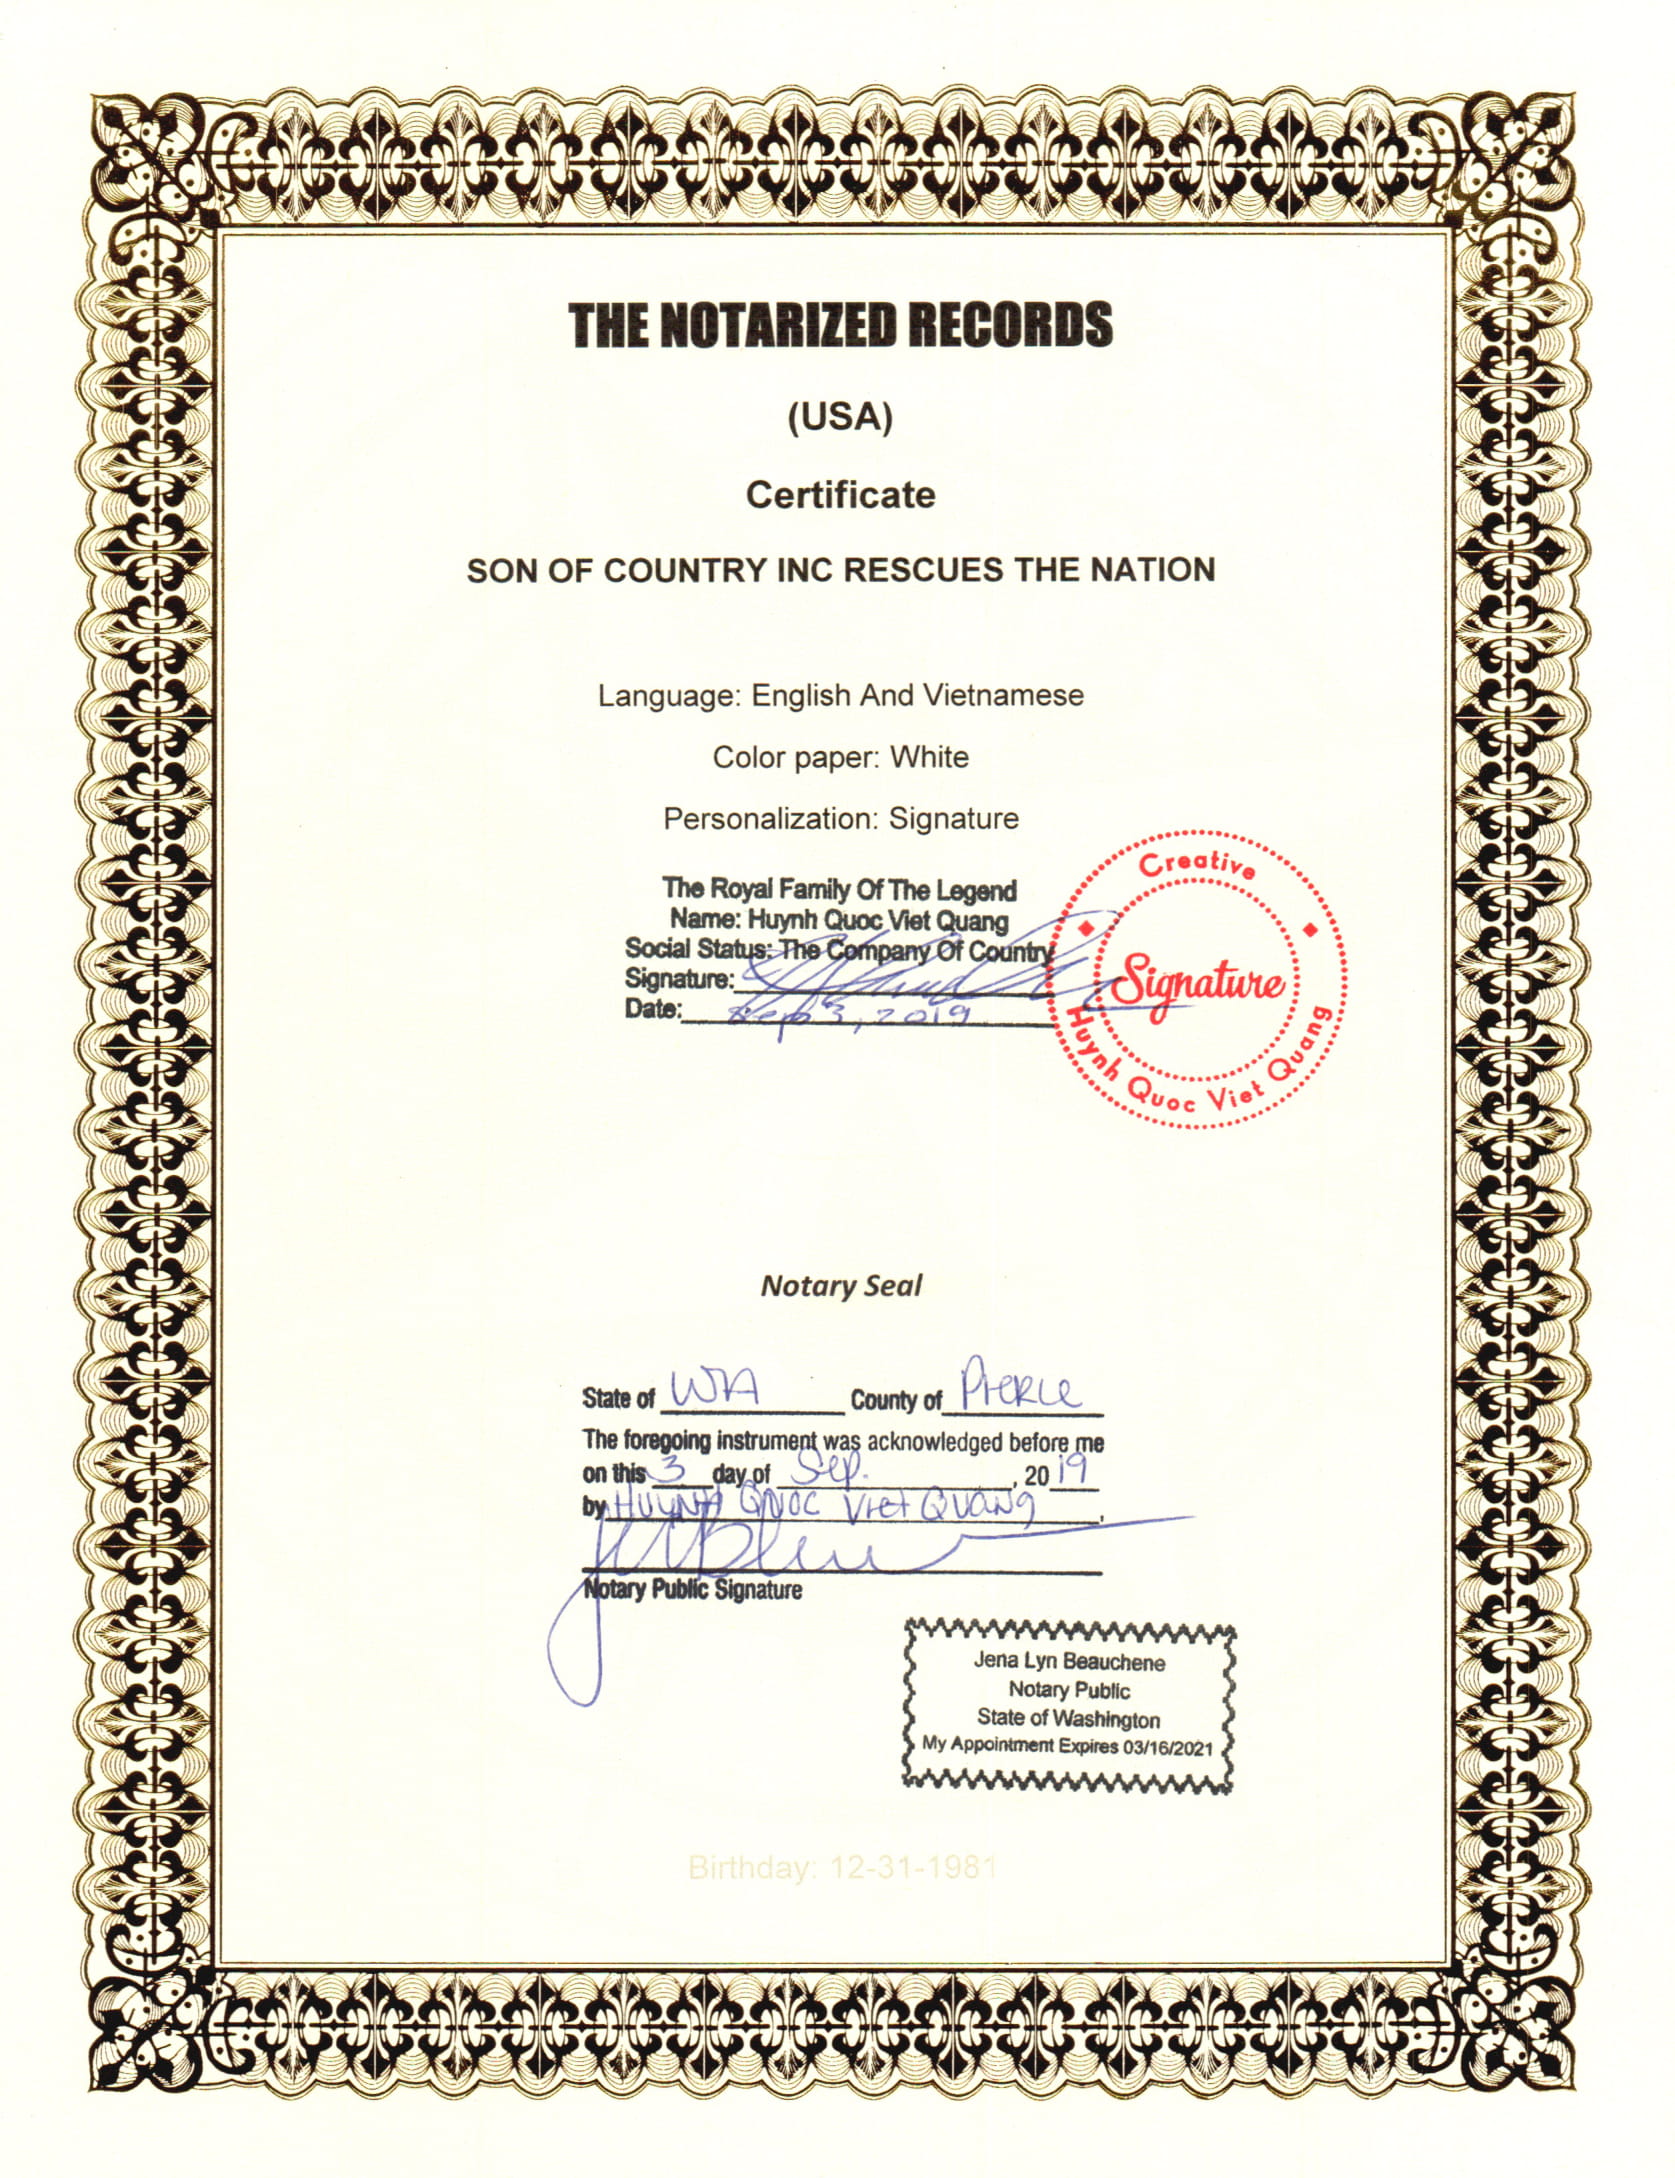 THE NOTARIZED RECORDS
(USA)
Certificate
SON OF COUNTRY INC RESCUES THE NATION
Language: English And Vietnamese
Color paper: White
Personalization: Signature
The Royal Family Of The Legend
Name: Huynh Quoc Viet Quang
Social Status: The Company Of Country
Signature:
Date: Sep 3, 2019
Creative
Signature
Huynh Quoc Viet Quang
Notary Seal
State of WA County of Pierce
The foregoing instrument was acknowledged before me
on this 3 day of Sep. , 2019
by Huynh Quoc Viet Quang ,
Notary Public Signature
Jena Lyn Beauchene
Notary Public
State of Washington
My Appointment Expires 03/16/2021
Birthday: 12-31-1981